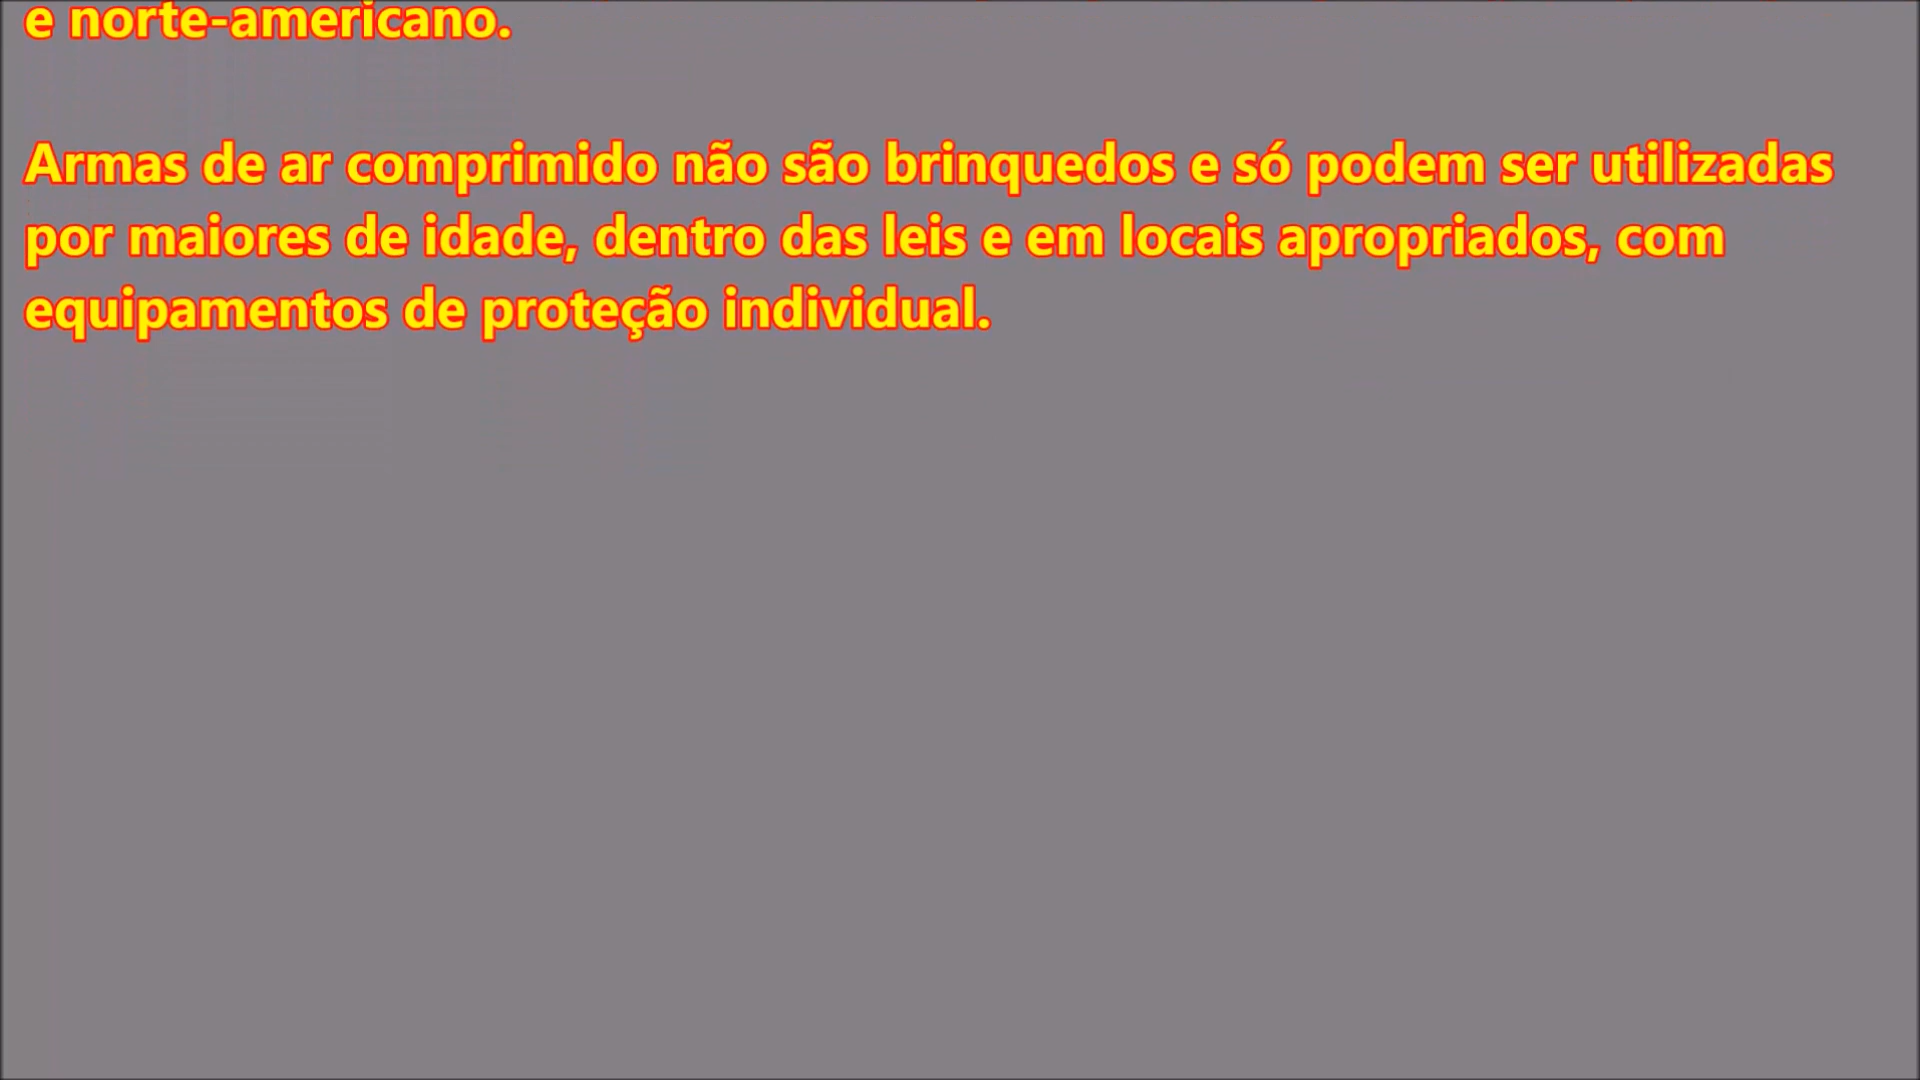 e norte-americano.
Armas de ar comprimido não são brinquedos e só podem ser utilizadas
por maiores de idade, dentro das leis e em locais apropriados, com
equipamentos de proteção individual.